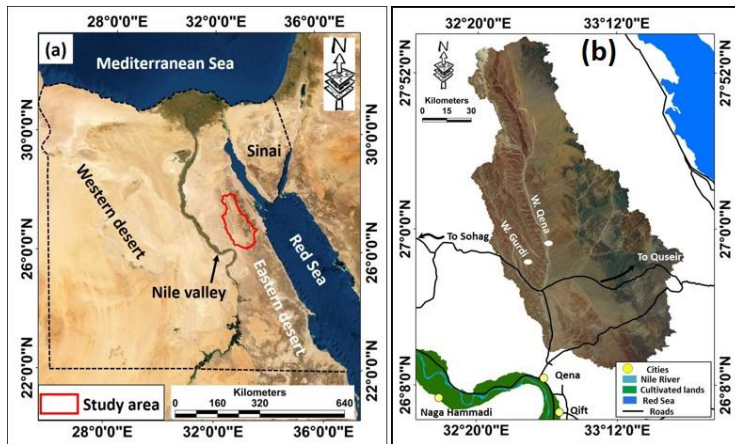 (a)
28°0'0"E 32°0'0"E 36°0'0"E
N
Mediterranean Sea
Sinai
30°0'0"N
30°0'0"N
Western desert
26°0'0"N
26°0'0"N
Nile valley
Eastern desert
Red Sea
22°0'0"N
22°0'0"N
Study area
Kilometers
0 160 320 640
28°0'0"E 32°0'0"E 36°0'0"E
(b)
32°20'0"E 33°12'0"E
N
Kilometers
0 15 30
27°52'0"N
27°52'0"N
W. Qena
W. Gurdi
27°0'0"N
27°0'0"N
To Sohag
To Quseir
26°8'0"N
26°8'0"N
Qena
Naga Hammadi
Qift
Cities
Nile River
Cultivated lands
Red Sea
Roads
32°20'0"E 33°12'0"E